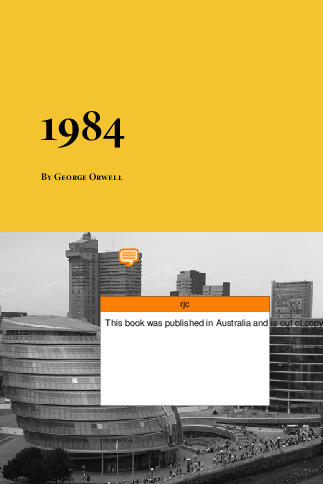 1984
By George Orwell
rjc
This book was published in Australia and is out of copy